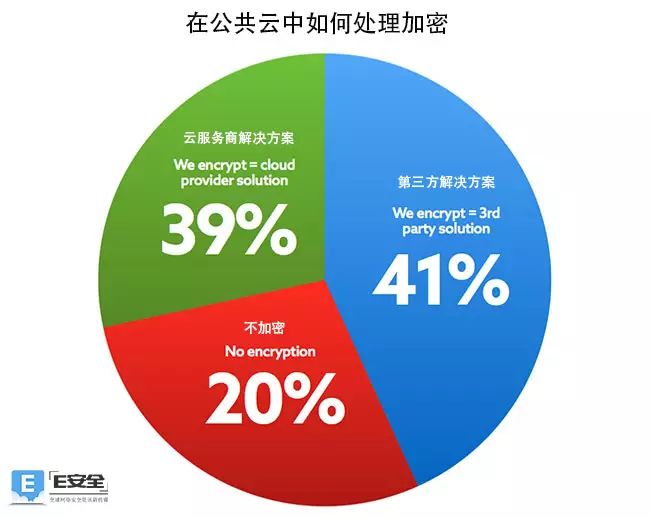 在公共云中如何处理加密
云服务商解决方案
We encrypt = cloud
provider solution
39%
第三方解决方案
We encrypt = 3rd
party solution
41%
不加密
No encryption
20%
E
E安全